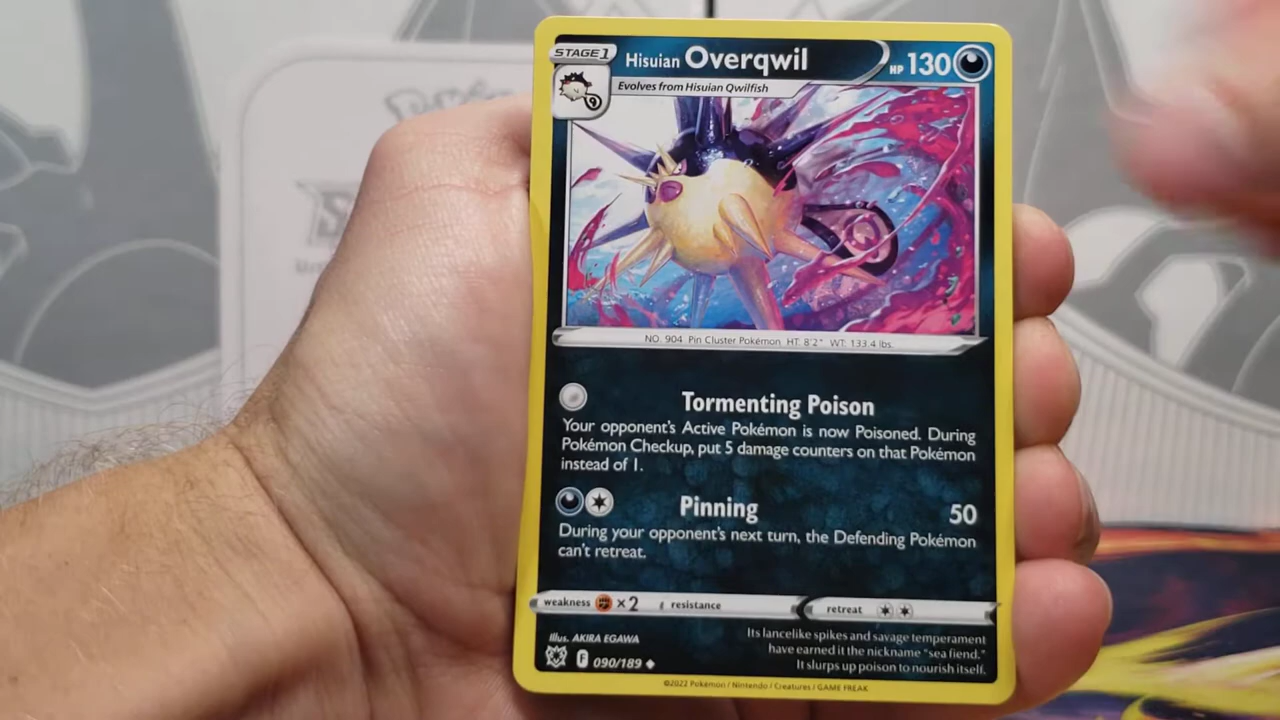 STAGE 1
Hisuian Overqwil
HP 130
Evolves from Hisuian Qwilfish
NO. 904 Pin Cluster Pokémon HT: 8'2" WT: 133.4 lbs.
Tormenting Poison
Your opponent's Active Pokémon is now Poisoned. During
Pokémon Checkup, put 5 damage counters on that Pokémon
instead of 1.
Pinning 50
During your opponent's next turn, the Defending Pokémon
can't retreat.
weakness ×2 resistance retreat
Illus. AKIRA EGAWA
Its lancelike spikes and savage temperament
have earned it the nickname "sea fiend."
It slurps up poison to nourish itself.
F 090/189
©2022 Pokémon / Nintendo / Creatures / GAME FREAK